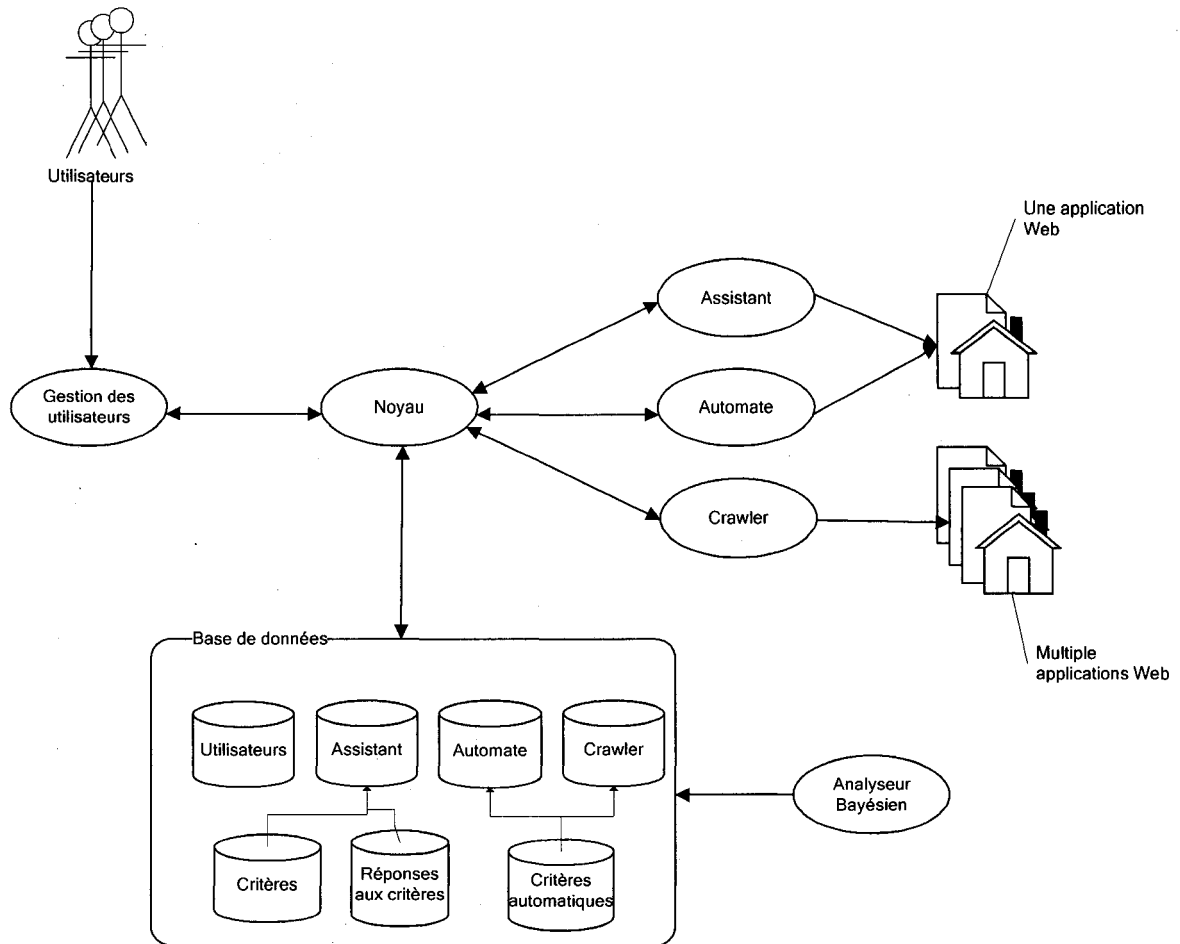 Utilisateurs
Une application
Web
Assistant
Gestion des
utilisateurs
Noyau
Automate
Crawler
Base de données
Multiple
applications Web
Utilisateurs
Assistant
Automate
Crawler
Analyseur
Bayésien
Critères
Réponses
aux critères
Critères
automatiques